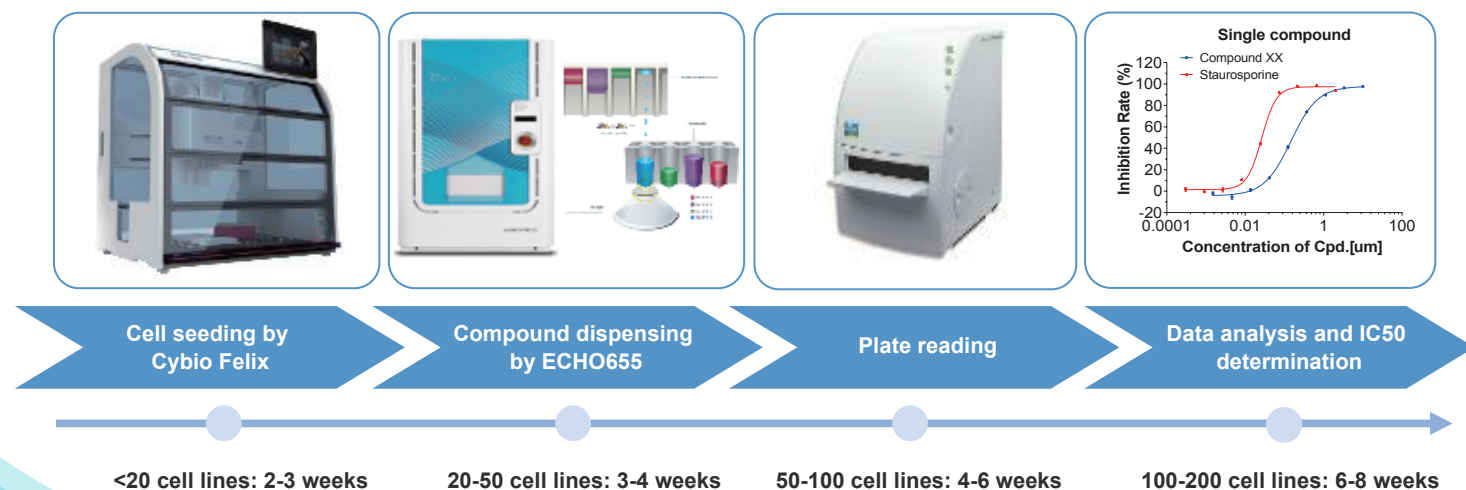 Single compound
Compound XX
Staurosporine
Inhibition Rate (%)
120
100
80
60
40
20
0
-20
0.0001
0.01
1
100
Concentration of Cpd.[um]
Cell seeding by
Cybio Felix
Compound dispensing
by ECHO655
Plate reading
Data analysis and IC50
determination
<20 cell lines: 2-3 weeks
20-50 cell lines: 3-4 weeks
50-100 cell lines: 4-6 weeks
100-200 cell lines: 6-8 weeks